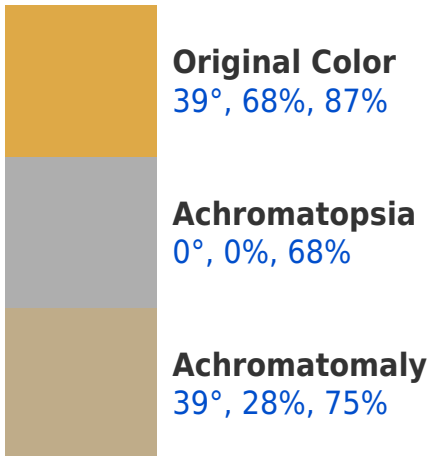 Original Color
39°, 68%, 87%
Achromatopsia
0°, 0%, 68%
Achromatomaly
39°, 28%, 75%